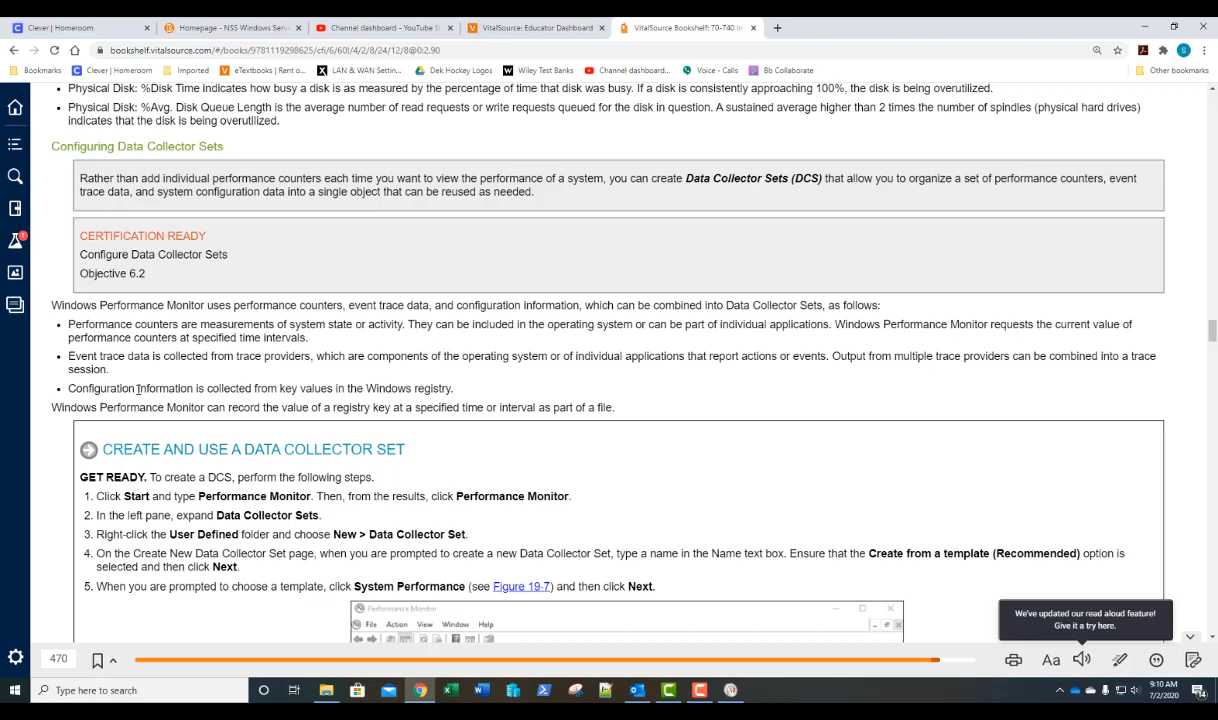 Clever | Homeroom
Homepage - NSS Windows Serv
Channel dashboard - YouTube S
VitalSource: Educator Dashboard
VitalSource Bookshelf: 70-740 In
bookshelf.vitalsource.com/#/books/9781119298625/cfi/6/60!/4/2/8/24/12/8@0:2.90
S
Bookmarks
Clever | Homeroom
Imported
eTextbooks | Rent o...
LAN & WAN Settin...
Dek Hockey Logos
Wiley Test Banks
Channel dashboard...
Voice - Calls
Bb Collaborate
Other bookmarks
• Physical Disk: %Disk Time indicates how busy a disk is as measured by the percentage of time that disk was busy. If a disk is consistently approaching 100%, the disk is being overutilized.
• Physical Disk: %Avg. Disk Queue Length is the average number of read requests or write requests queued for the disk in question. A sustained average higher than 2 times the number of spindles (physical hard drives)
indicates that the disk is being overutilized.
Configuring Data Collector Sets
Rather than add individual performance counters each time you want to view the performance of a system, you can create Data Collector Sets (DCS) that allow you to organize a set of performance counters, event
trace data, and system configuration data into a single object that can be reused as needed.
CERTIFICATION READY
Configure Data Collector Sets
Objective 6.2
Windows Performance Monitor uses performance counters, event trace data, and configuration information, which can be combined into Data Collector Sets, as follows:
• Performance counters are measurements of system state or activity. They can be included in the operating system or can be part of individual applications. Windows Performance Monitor requests the current value of
performance counters at specified time intervals.
• Event trace data is collected from trace providers, which are components of the operating system or of individual applications that report actions or events. Output from multiple trace providers can be combined into a trace
session.
• Configuration information is collected from key values in the Windows registry.
Windows Performance Monitor can record the value of a registry key at a specified time or interval as part of a file.
CREATE AND USE A DATA COLLECTOR SET
GET READY. To create a DCS, perform the following steps.
1. Click Start and type Performance Monitor. Then, from the results, click Performance Monitor.
2. In the left pane, expand Data Collector Sets.
3. Right-click the User Defined folder and choose New > Data Collector Set.
4. On the Create New Data Collector Set page, when you are prompted to create a new Data Collector Set, type a name in the Name text box. Ensure that the Create from a template (Recommended) option is
selected and then click Next.
5. When you are prompted to choose a template, click System Performance (see Figure 19-7) and then click Next.
Performance Monitor
File Action View Window Help
We've updated our read aloud feature!
Give it a try here.
470
Aa
Type here to search
9:10 AM
7/2/2020
14